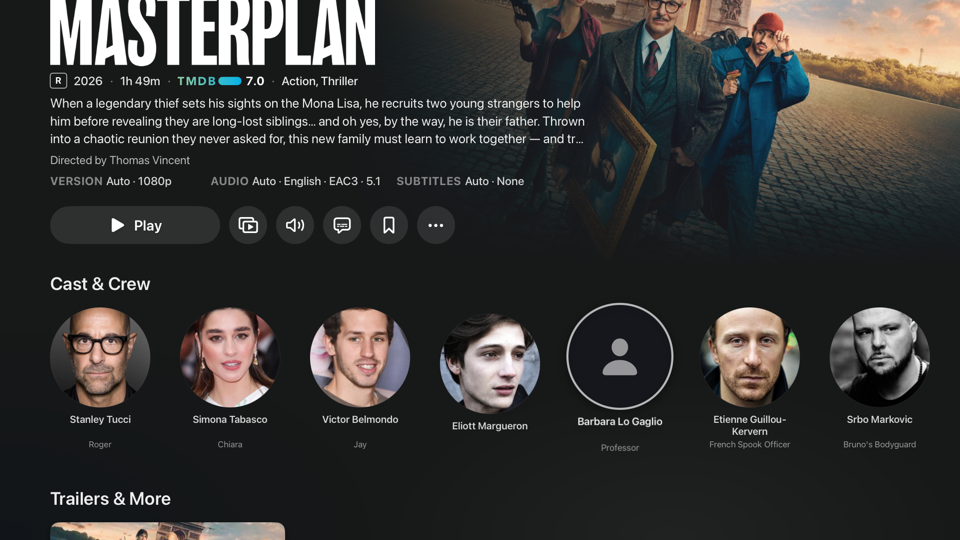 MASTERPLAN
R 2026 · 1h 49m · TMDB 7.0 · Action, Thriller
When a legendary thief sets his sights on the Mona Lisa, he recruits two young strangers to help
him before revealing they are long-lost siblings... and oh yes, by the way, he is their father. Thrown
into a chaotic reunion they never asked for, this new family must learn to work together — and tr...
Directed by Thomas Vincent
VERSION Auto · 1080p AUDIO Auto · English · EAC3 · 5.1 SUBTITLES Auto · None
Play
Cast & Crew
Stanley Tucci
Roger
Simona Tabasco
Chiara
Victor Belmondo
Jay
Eliott Margueron
Barbara Lo Gaglio
Professor
Etienne Guillou-
Kervern
French Spook Officer
Srbo Markovic
Bruno's Bodyguard
Trailers & More